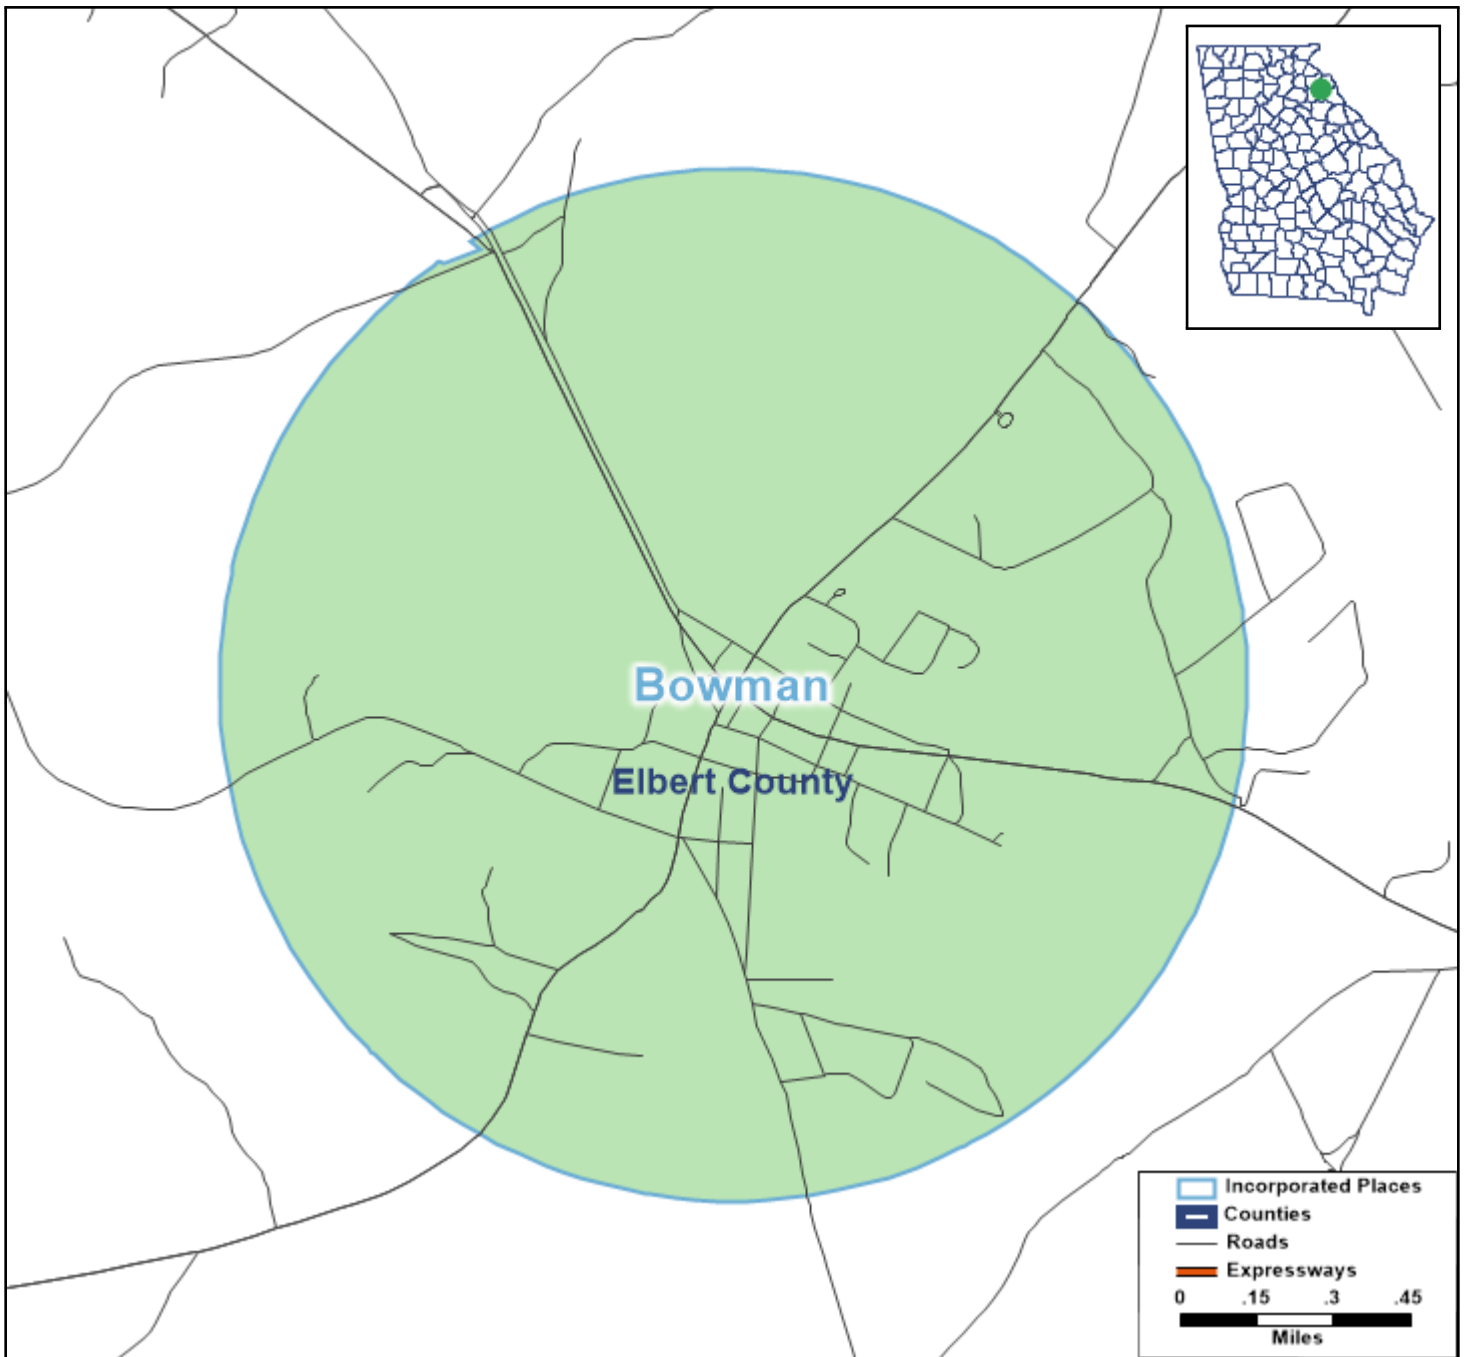 Bowman
Elbert County
Incorporated Places
Counties
Roads
Expressways
0 .15 .3 .45
Miles